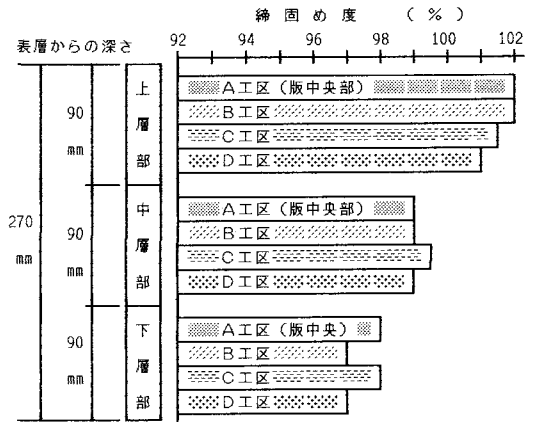 締固め度 (%)
表層からの深さ
92 94 96 98 100 102
上層部
90
mm
A工区(版中央部)
B工区
C工区
D工区
270
mm
中層部
90
mm
A工区(版中央部)
B工区
C工区
D工区
下層部
90
mm
A工区(版中央)
B工区
C工区
D工区